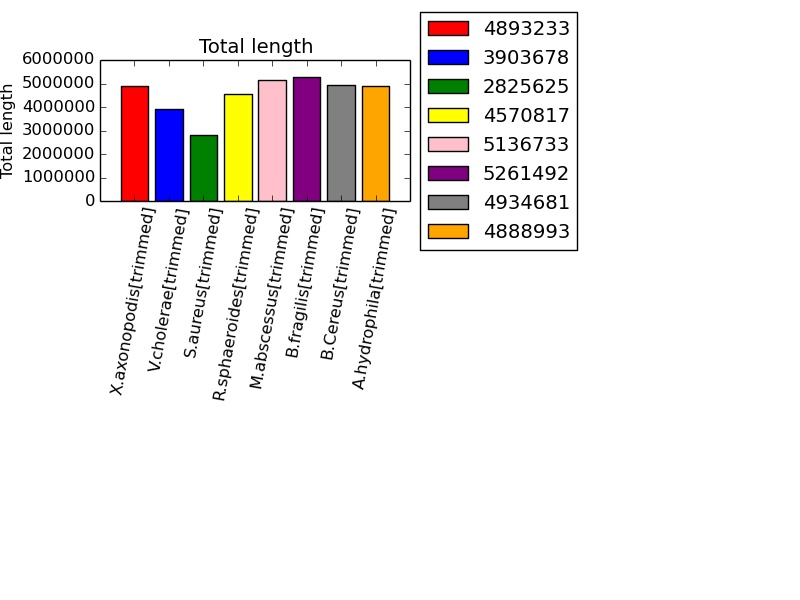 Total length
Total length
6000000
5000000
4000000
3000000
2000000
1000000
0
X.axonopodis[trimmed]
V.cholerae[trimmed]
S.aureus[trimmed]
R.sphaeroides[trimmed]
M.abscessus[trimmed]
B.fragilis[trimmed]
B.Cereus[trimmed]
A.hydrophila[trimmed]
4893233
3903678
2825625
4570817
5136733
5261492
4934681
4888993